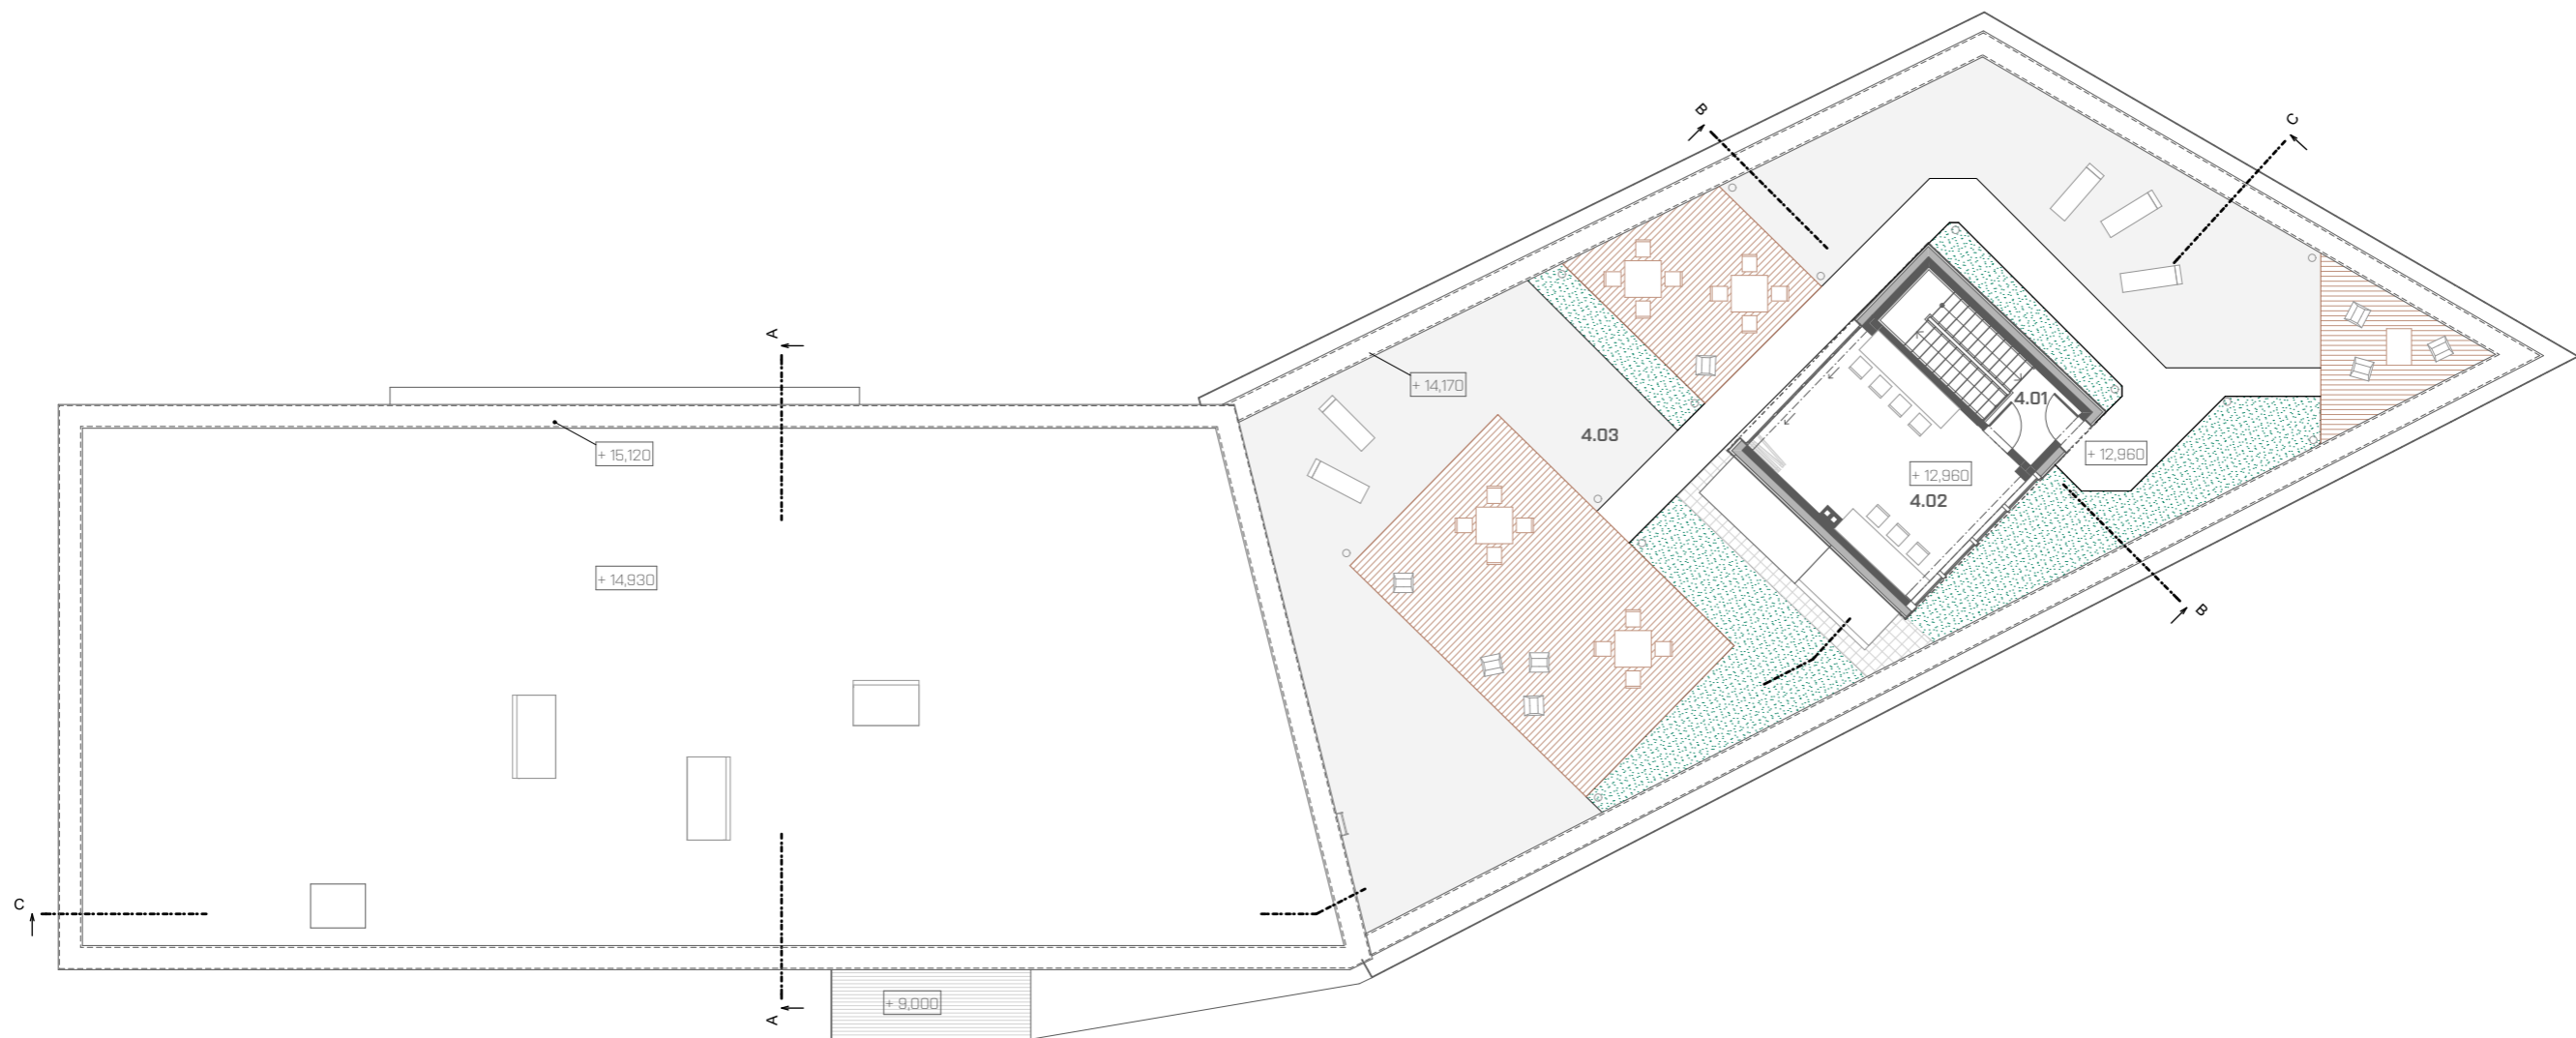 B
C
A
+ 14,170
4.01
4.03
+ 15,120
+ 12,960
+ 12,960
4.02
+ 14,930
B
C
+ 9,000
A